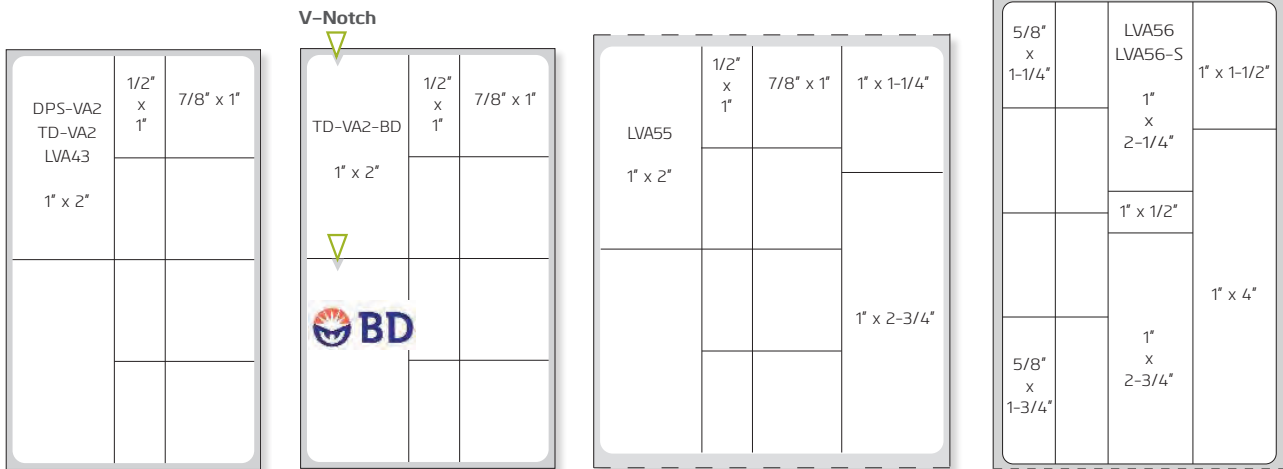 V-Notch
DPS-VA2
TD-VA2
LVA43
1" x 2"
1/2"
x
1"
7/8" x 1"
TD-VA2-BD
1" x 2"
1/2"
x
1"
7/8" x 1"
BD
LVA55
1" x 2"
1/2"
x
1"
7/8" x 1"
1" x 1-1/4"
1" x 2-3/4"
5/8"
x
1-1/4"
5/8"
x
1-3/4"
LVA56
LVA56-S
1"
x
2-1/4"
1" x 1/2"
1"
x
2-3/4"
1" x 1-1/2"
1" x 4"